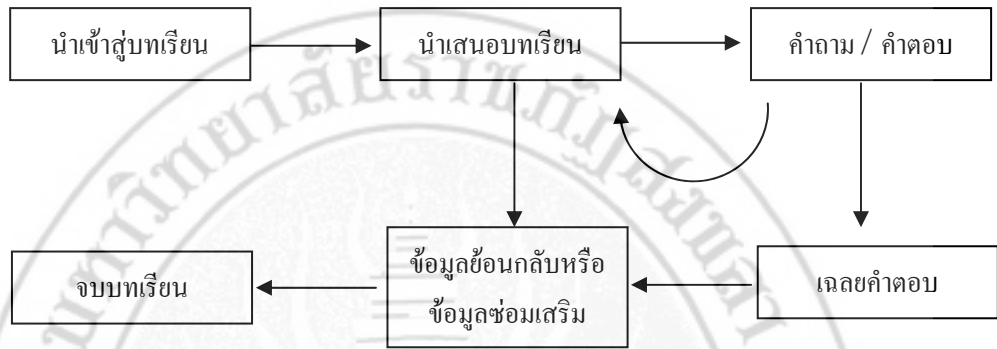 นำเข้าสู่บทเรียน
นำเสนอบทเรียน
คำถาม / คำตอบ
จบบทเรียน
ข้อมูลย้อนกลับหรือ
ข้อมูลซ่อมเสริม
เฉลยคำตอบ